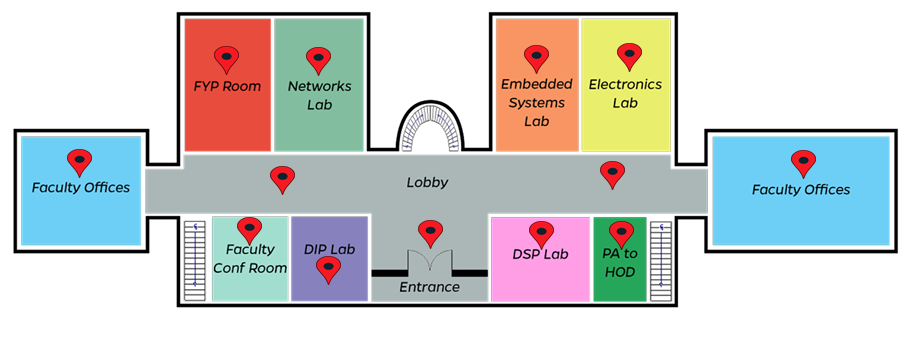 FYP Room
Networks
Lab
Embedded
Systems
Lab
Electronics
Lab
Faculty Offices
Lobby
Faculty Offices
Faculty
Conf Room
DIP Lab
Entrance
DSP Lab
PA to
HOD